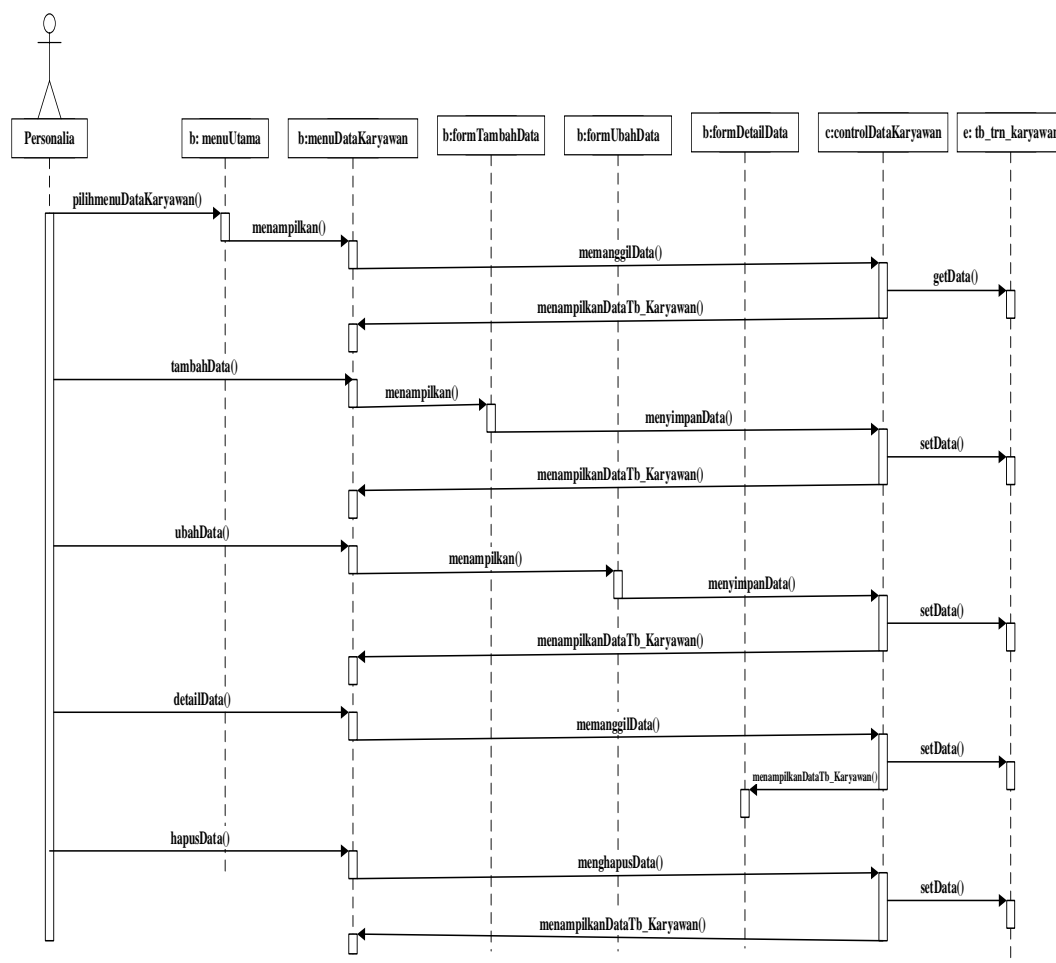 Personalia
b: menuUtama
b:menuDataKaryawan
b:formTambahData
b:formUbahData
b:formDetailData
c:controlDataKaryawan
e: tb_trn_karyawan
pilihmenuDataKaryawan()
menampilkan()
memanggilData()
getData()
menampilkanDataTb_Karyawan()
tambahData()
menampilkan()
menyimpanData()
setData()
menampilkanDataTb_Karyawan()
ubahData()
menampilkan()
menyimpanData()
setData()
menampilkanDataTb_Karyawan()
detailData()
memanggilData()
setData()
menampilkanDataTb_Karyawan()
hapusData()
menghapusData()
setData()
menampilkanDataTb_Karyawan()